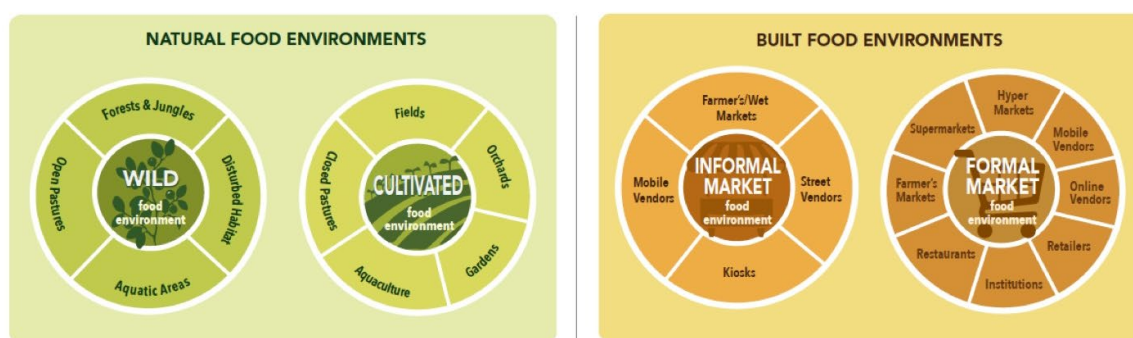 NATURAL FOOD ENVIRONMENTS
Forests & Jungles
Open Pastures
Disturbed Habitat
Aquatic Areas
WILD
food
environment
Fields
Closed Pastures
Orchards
Aquaculture
Gardens
CULTIVATED
food
environment
BUILT FOOD ENVIRONMENTS
Farmer's/Wet
Markets
Mobile
Vendors
Street
Vendors
Kiosks
INFORMAL
MARKET
food
environment
Hyper
Markets
Supermarkets
Mobile
Vendors
Farmer's
Markets
Online
Vendors
Restaurants
Retailers
Institutions
FORMAL
MARKET
food
environment